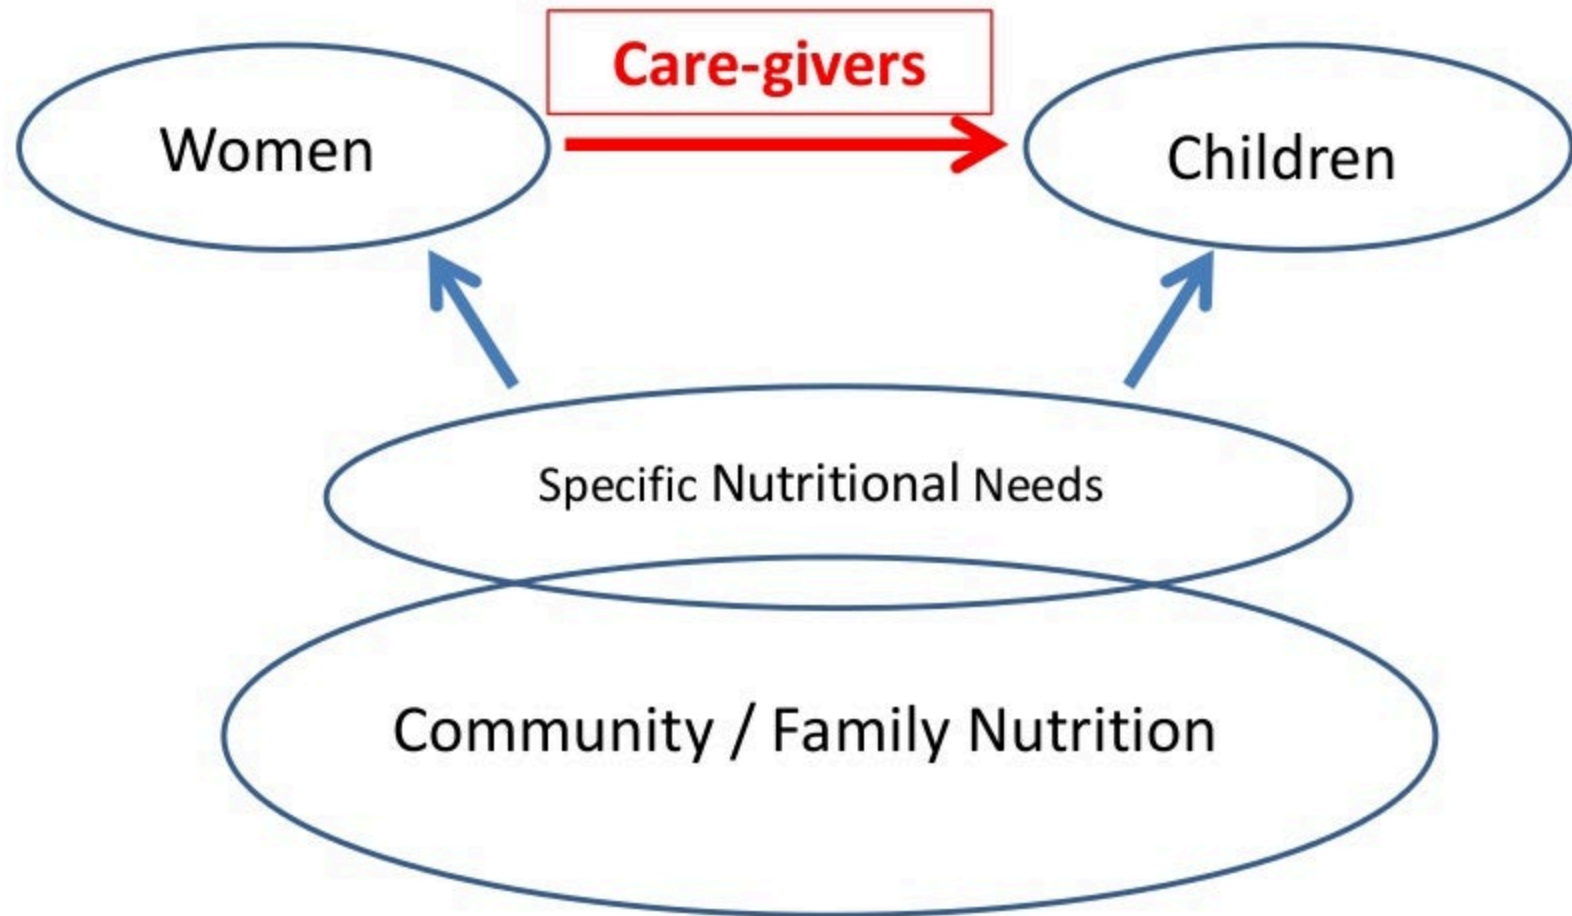 Care-givers
Women
Children
Specific Nutritional Needs
Community / Family Nutrition